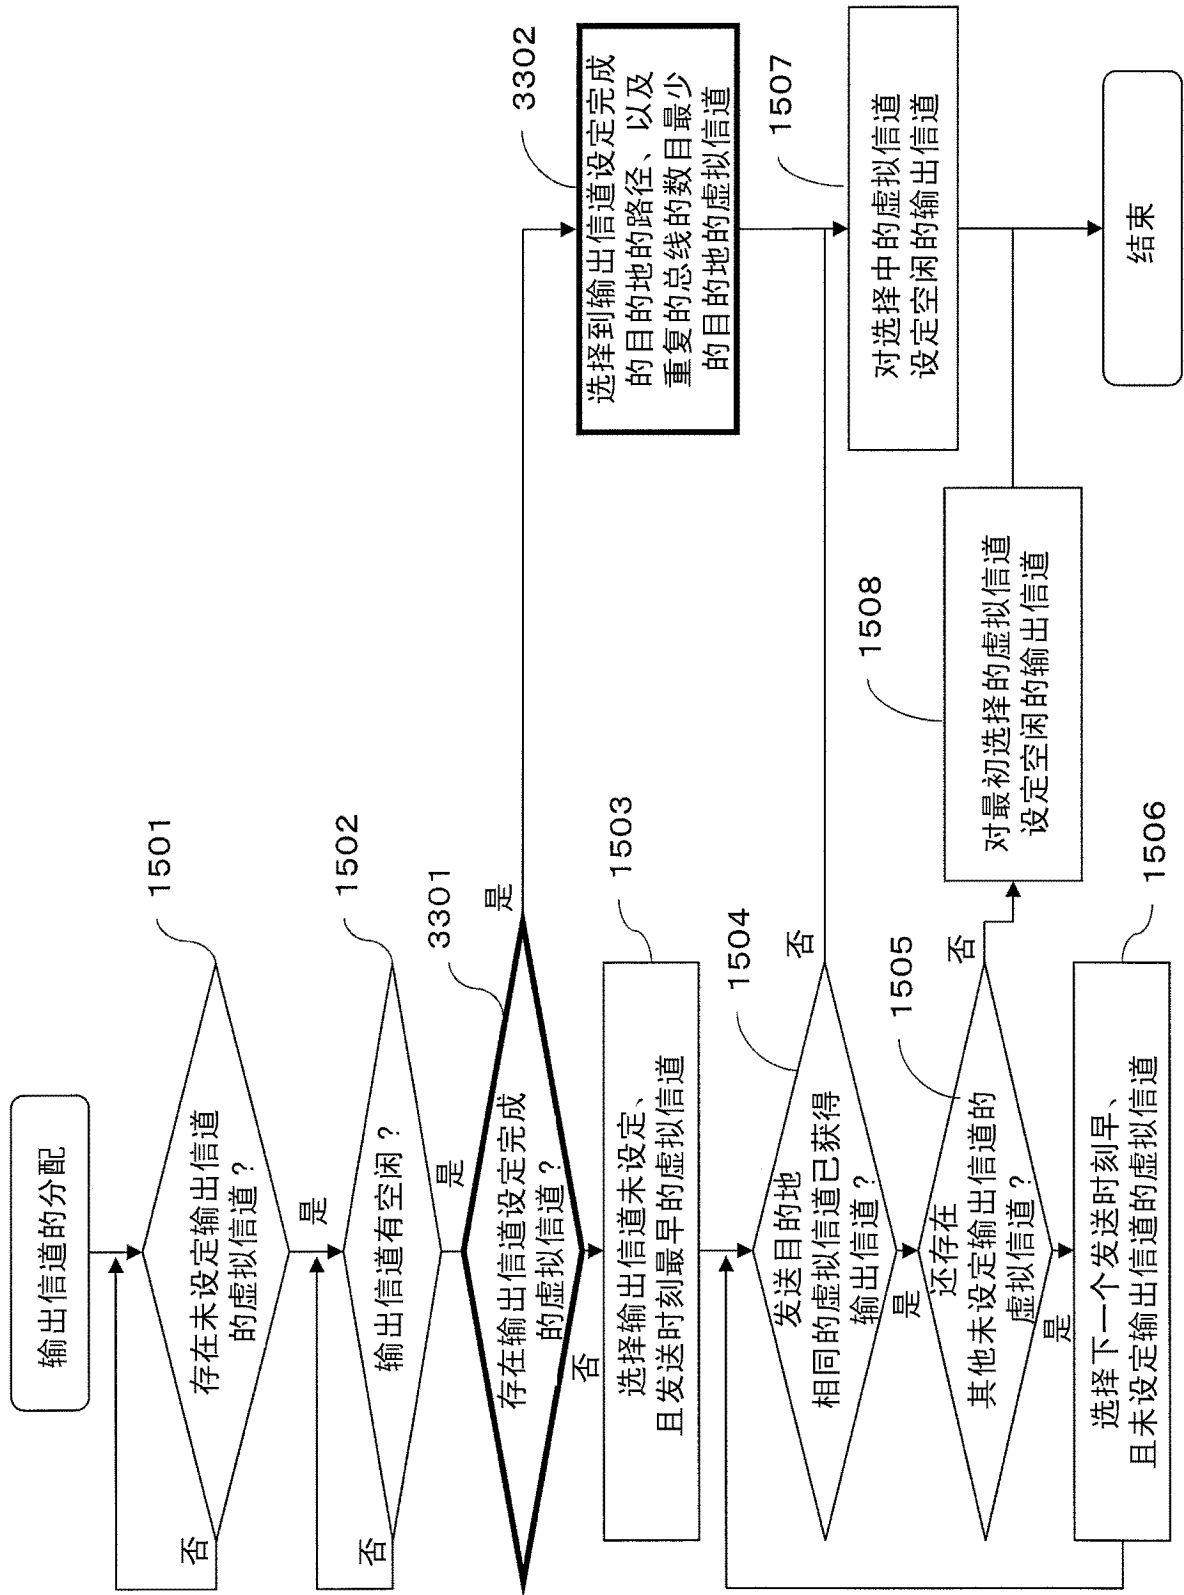 输出信道的分配
1501
存在未设定输出信道
的虚拟信道？
否
是
1502
输出信道有空闲？
否
是
3301
存在输出信道设定完成
的虚拟信道？
是
否
3302
选择到输出信道设定完成
的目的地的路径、以及
重复的总线的数目最少
的目的地的虚拟信道
1503
选择输出信道未设定、
且发送时刻最早的虚拟信道
1504
发送目的地
相同的虚拟信道已获得
输出信道？
否
是
1507
对选择中的虚拟信道
设定空闲的输出信道
1505
还存在
其他未设定输出信道的
虚拟信道？
否
是
1508
对最初选择的虚拟信道
设定空闲的输出信道
1506
选择下一个发送时刻早、
且未设定输出信道的虚拟信道
结束